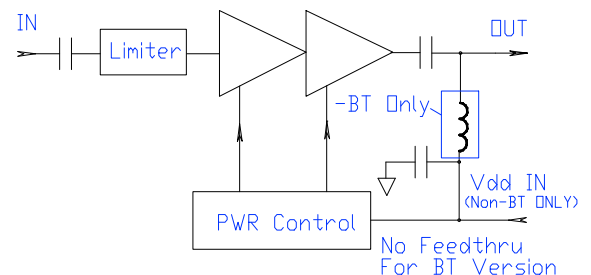 IN
OUT
Limiter
-BT Only
Vdd IN
(Non-BT ONLY)
PWR Control
No Feedthru
For BT Version